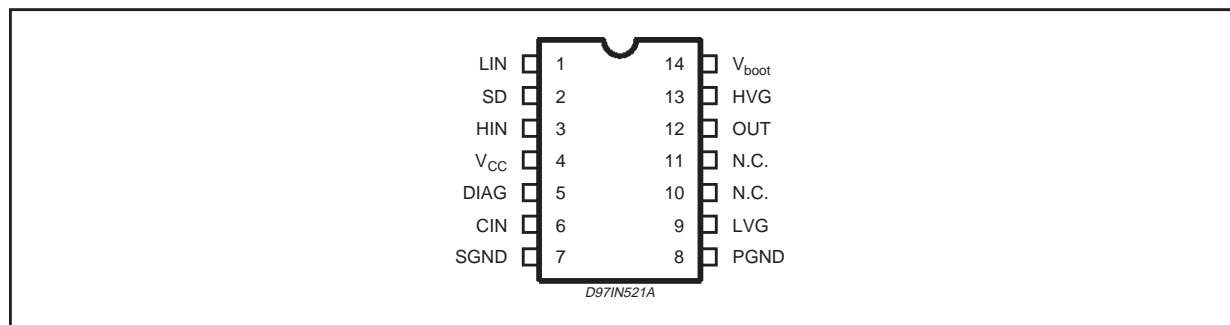 LIN 1 14 Vboot
SD 2 13 HVG
HIN 3 12 OUT
VCC 4 11 N.C.
DIAG 5 10 N.C.
CIN 6 9 LVG
SGND 7 8 PGND
D97IN521A